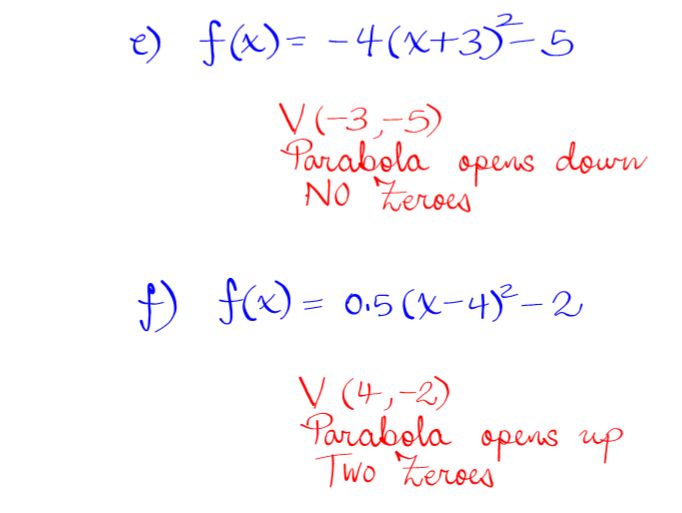 e) f(x) = -4(x+3)² - 5
V(-3,-5)
Parabola opens down
NO Zeroes
f) f(x) = 0.5(x-4)² - 2
V (4,-2)
Parabola opens up
TWO Zeroes